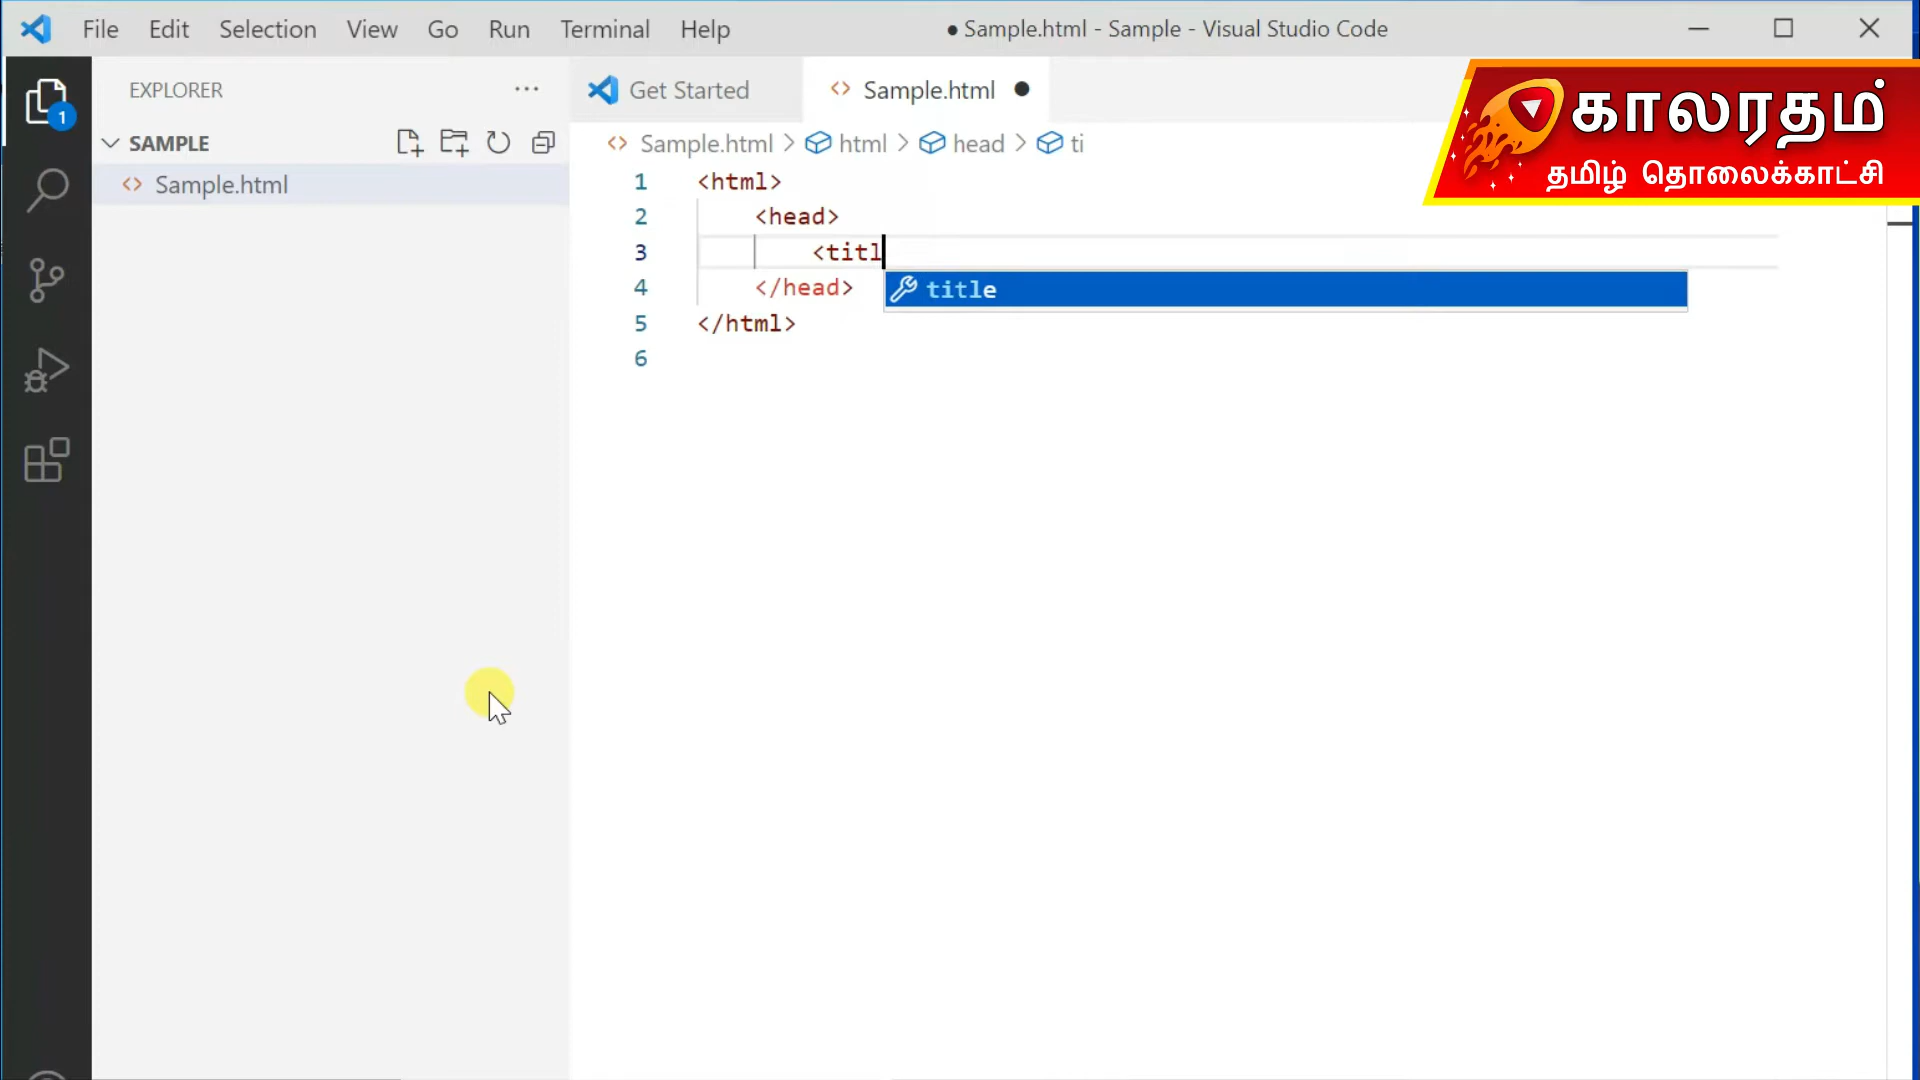 File Edit Selection View Go Run Terminal Help
● Sample.html - Sample - Visual Studio Code
EXPLORER
Get Started
Sample.html
காலரதம்
தமிழ் தொலைக்காட்சி
1
SAMPLE
Sample.html > html > head > ti
Sample.html
1 <html>
2 <head>
3 <titl
title
4 </head>
5 </html>
6